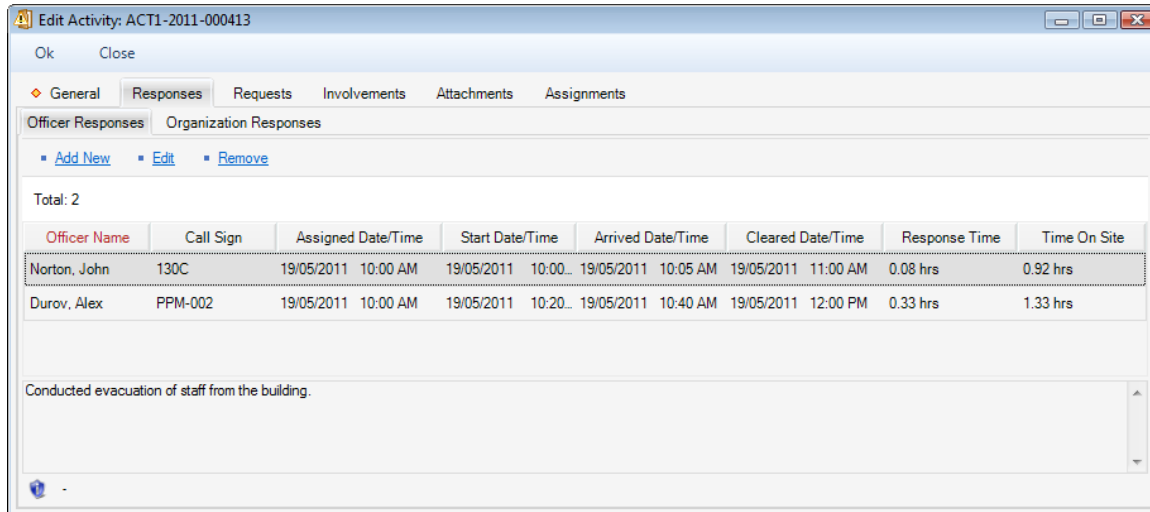 Edit Activity: ACT1-2011-000413
Ok Close
General Responses Requests Involvements Attachments Assignments
Officer Responses Organization Responses
Add New Edit Remove
Total: 2
Officer Name Call Sign Assigned Date/Time Start Date/Time Arrived Date/Time Cleared Date/Time Response Time Time On Site
Norton, John 130C 19/05/2011 10:00 AM 19/05/2011 10:00... 19/05/2011 10:05 AM 19/05/2011 11:00 AM 0.08 hrs 0.92 hrs
Durov, Alex PPM-002 19/05/2011 10:00 AM 19/05/2011 10:20... 19/05/2011 10:40 AM 19/05/2011 12:00 PM 0.33 hrs 1.33 hrs
Conducted evacuation of staff from the building.
-